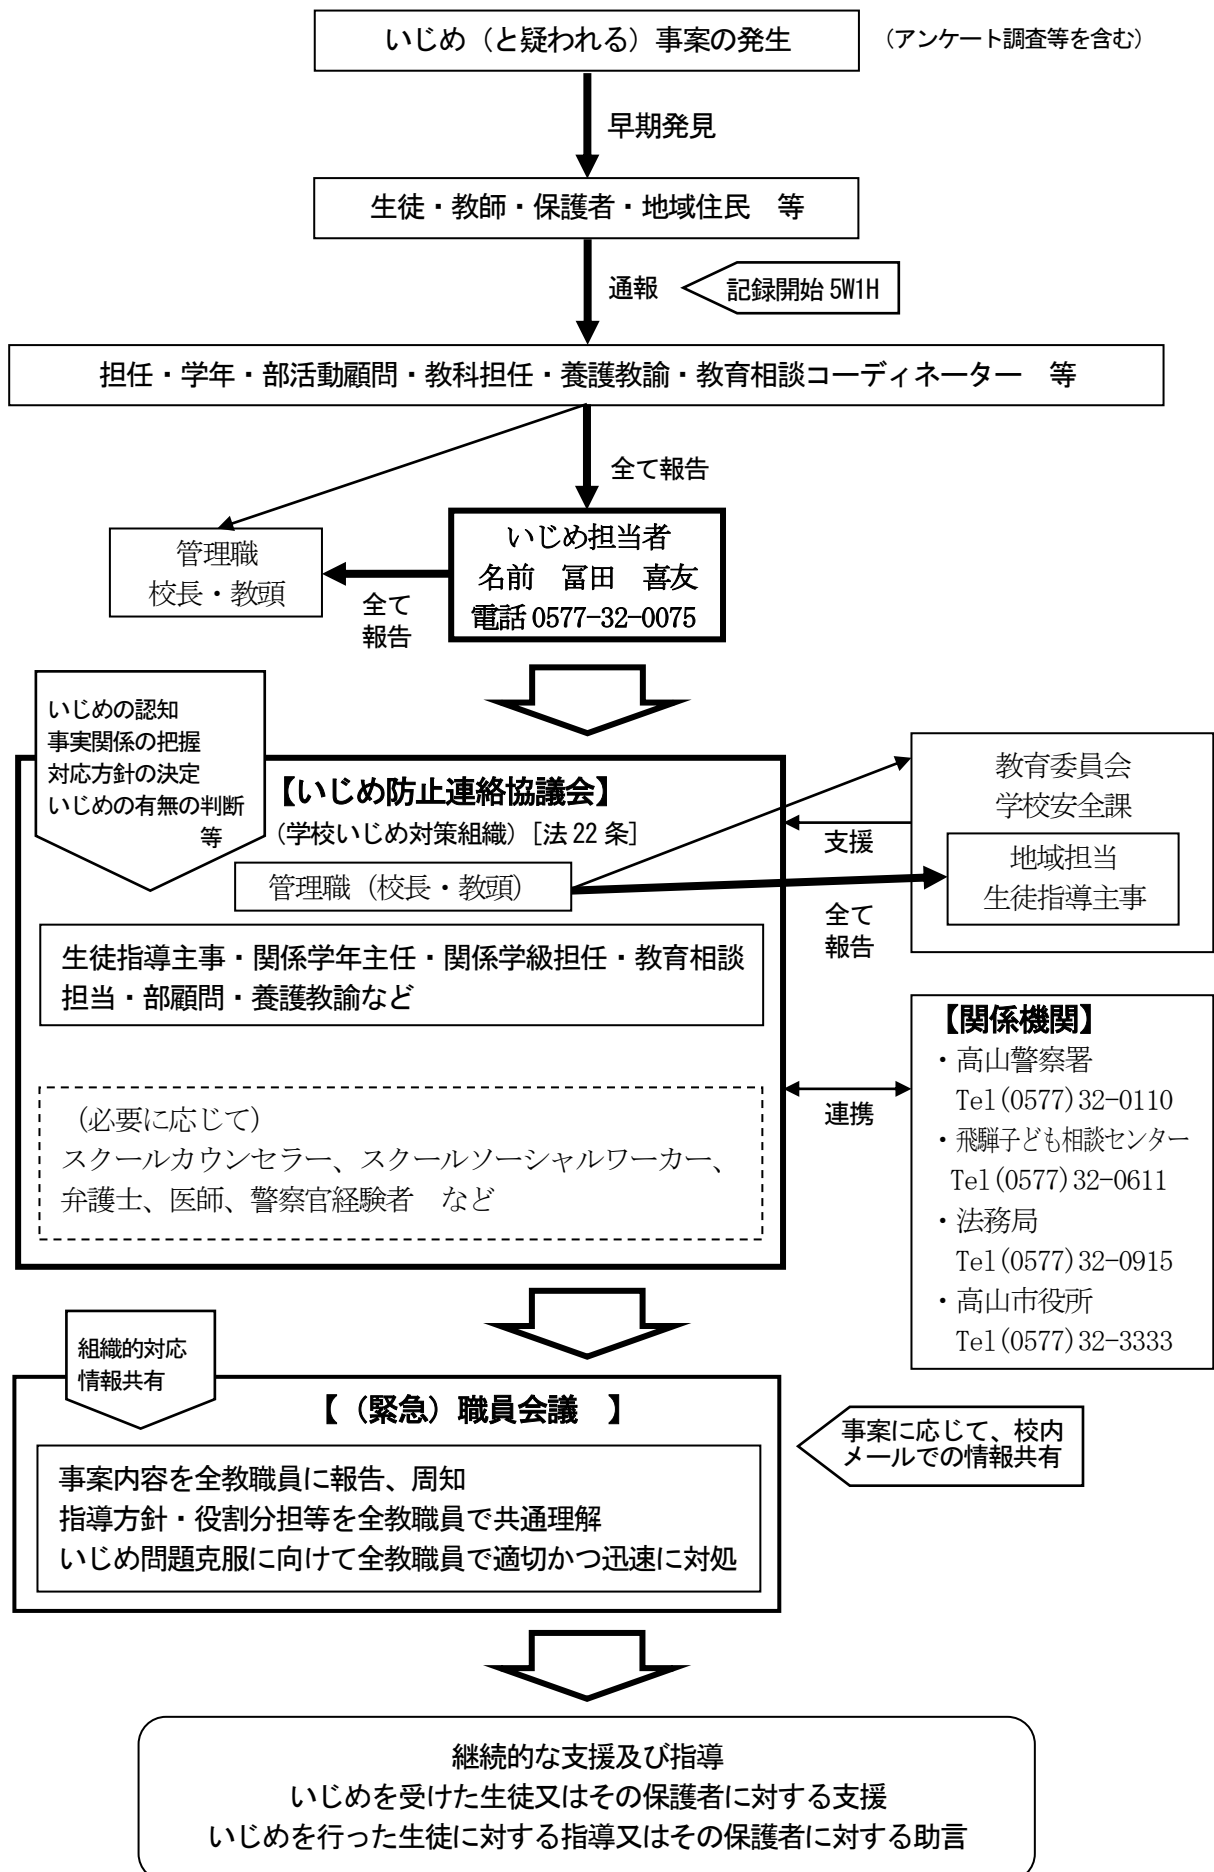 いじめ（と疑われる）事案の発生
（アンケート調査等を含む）
早期発見
生徒・教師・保護者・地域住民　等
通報
記録開始 5W1H
担任・学年・部活動顧問・教科担任・養護教諭・教育相談コーディネーター　等
全て報告
いじめ担当者
名前　冨田　喜友
電話 0577-32-0075
管理職
校長・教頭
全て
報告
いじめの認知
事実関係の把握
対応方針の決定
いじめの有無の判断
等
【いじめ防止連絡協議会】
（学校いじめ対策組織）［法 22 条］
管理職（校長・教頭）
生徒指導主事・関係学年主任・関係学級担任・教育相談
担当・部顧問・養護教諭など
（必要に応じて）
スクールカウンセラー、スクールソーシャルワーカー、
弁護士、医師、警察官経験者　など
教育委員会
学校安全課
支援
地域担当
生徒指導主事
全て
報告
【関係機関】
・高山警察署
Tel(0577)32-0110
・飛騨子ども相談センター
Tel(0577)32-0611
・法務局
Tel(0577)32-0915
・高山市役所
Tel(0577)32-3333
連携
組織的対応
情報共有
【（緊急）職員会議　】
事案内容を全教職員に報告、周知
指導方針・役割分担等を全教職員で共通理解
いじめ問題克服に向けて全教職員で適切かつ迅速に対処
事案に応じて、校内
メールでの情報共有
継続的な支援及び指導
いじめを受けた生徒又はその保護者に対する支援
いじめを行った生徒に対する指導又はその保護者に対する助言